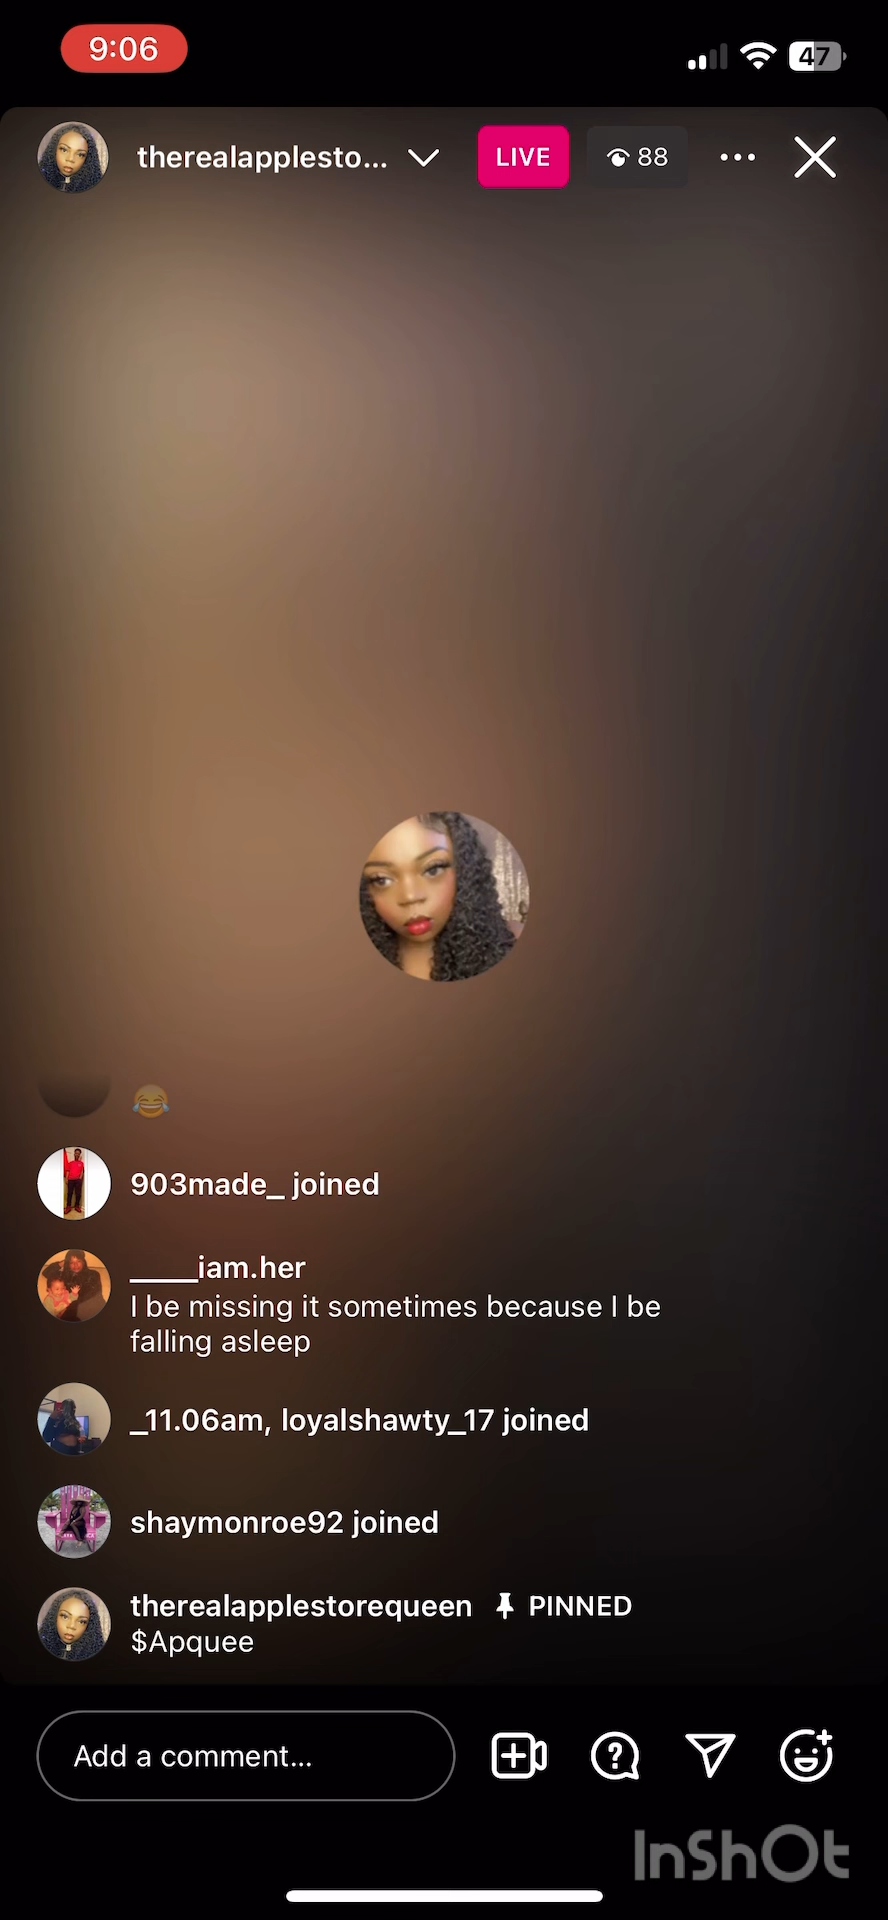 9:06
47
therealapplesto...
LIVE
88
903made_ joined
_____iam.her
I be missing it sometimes because I be
falling asleep
_11.06am, loyalshawty_17 joined
shaymonroe92 joined
therealapplestorequeen PINNED
$Apquee
Add a comment...
InShOt